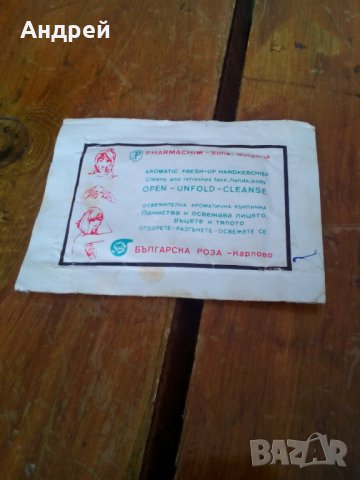 Андрей
PHARMACHIM - Sofia, Bulgaria
AROMATIC FRESH-UP HANDKERCHIEF
Cleans and refreshes face, hands, body
OPEN - UNFOLD - CLEANSE
ОСВЕЖИТЕЛНА АРОМАТИЧНА КЪРПИЧКА
Почиства и освежава лицето,
ръцете и тялото
ОТВОРЕТЕ - РАЗГЪНЕТЕ - ОСВЕЖЕТЕ СЕ
БЪЛГАРСКА РОЗА - Карлово
BAZAR